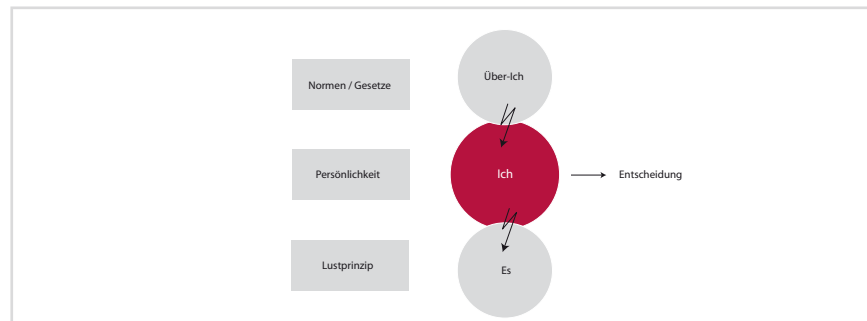 Normen / Gesetze
Über-Ich
Persönlichkeit
Ich
Entscheidung
Lustprinzip
Es